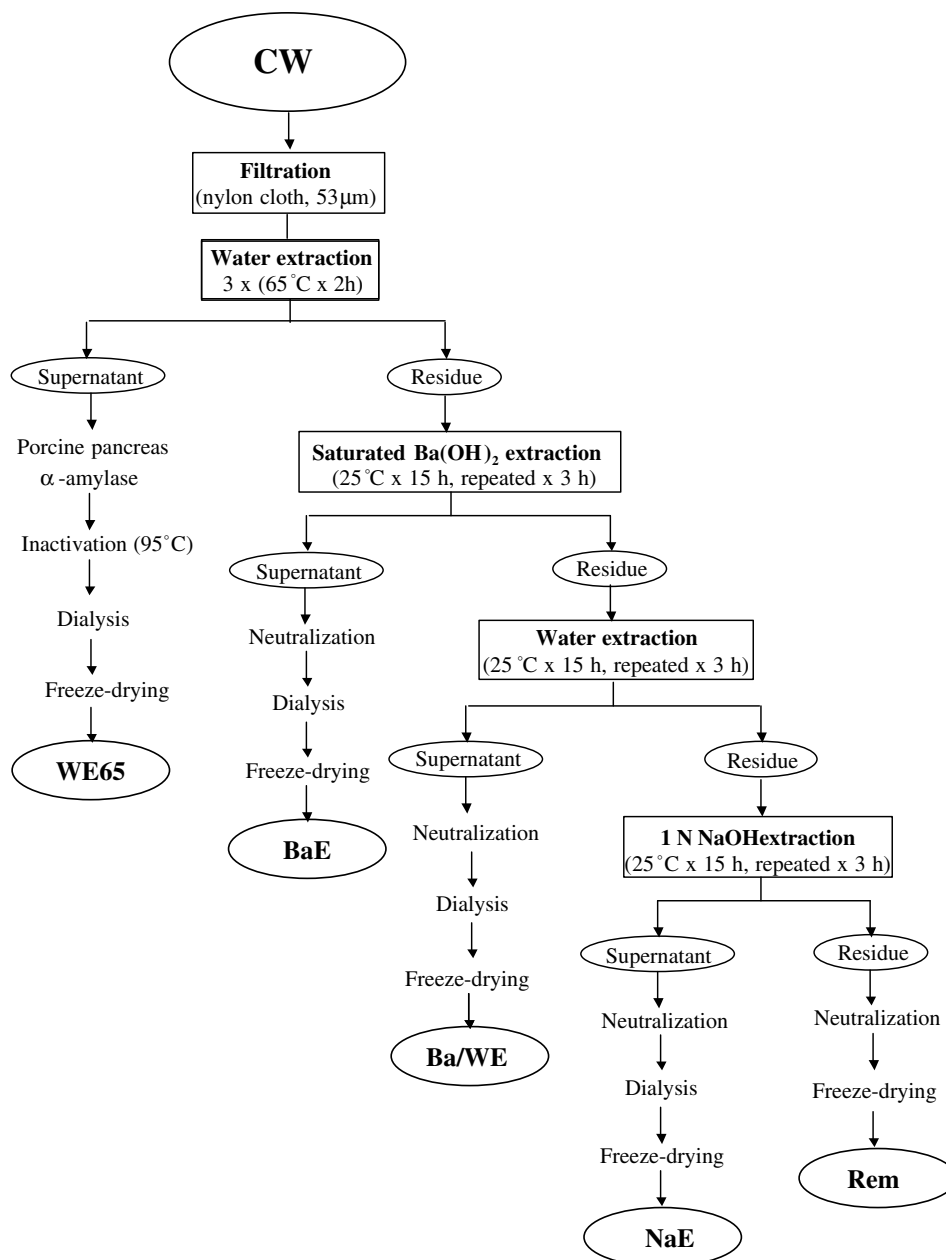 CW
Filtration
(nylon cloth, 53μm)
Water extraction
3 x (65˚C x 2h)
Supernatant
Residue
Porcine pancreas
α-amylase
Inactivation (95˚C)
Dialysis
Freeze-drying
WE65
Saturated Ba(OH)₂ extraction
(25˚C x 15 h, repeated x 3 h)
Supernatant
Residue
Neutralization
Dialysis
Freeze-drying
BaE
Water extraction
(25˚C x 15 h, repeated x 3 h)
Supernatant
Residue
Neutralization
Dialysis
Freeze-drying
Ba/WE
1 N NaOHextraction
(25˚C x 15 h, repeated x 3 h)
Supernatant
Residue
Neutralization
Dialysis
Freeze-drying
NaE
Neutralization
Freeze-drying
Rem